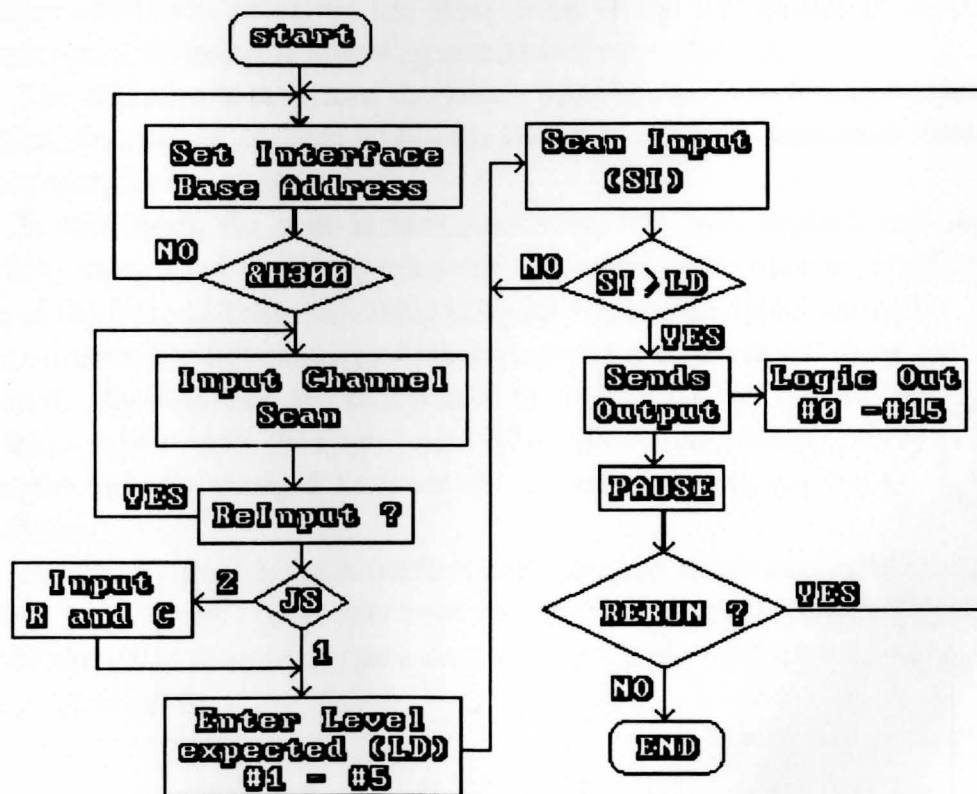 start
Set Interface
Base Address
NO
&H300
Input Channel
Scan
YES
ReInput ?
Input
R and C
2
JS
1
Enter Level
expected (LD)
#1 - #5
Scan Input
(SI)
NO
SI>LD
YES
Sends
Output
Logic Out
#0 -#15
PAUSE
RERUN ?
YES
NO
END